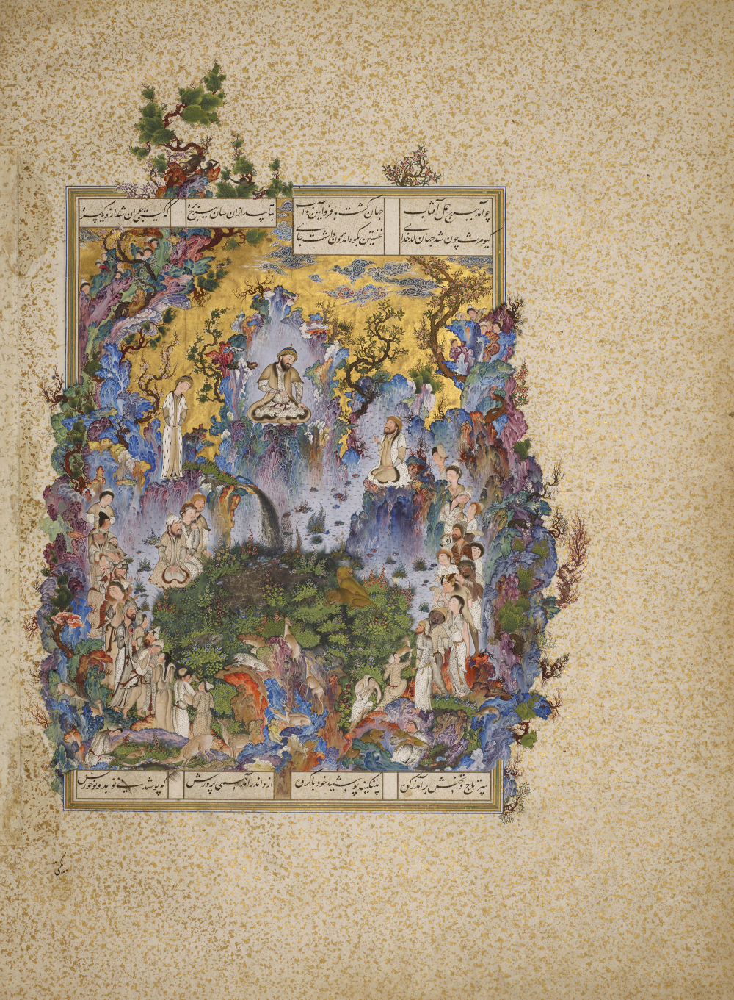 چو آمد ببرج حمل آفتاب جهان گشت با فر و آیین و آب
بتابید ازان سان ز برج بره که گیتی جوان شد ازو یکسره
کیومرث چون شد جهان کدخدای نخستین بکوه اندرون داشت جای
سر تاج و تختش برآمد ز کوه پلنگینه پوشید خود با گروه
ازو اندر آمد همی پرورش که پوشیدنی نو بد و نو خورش
بگیتی